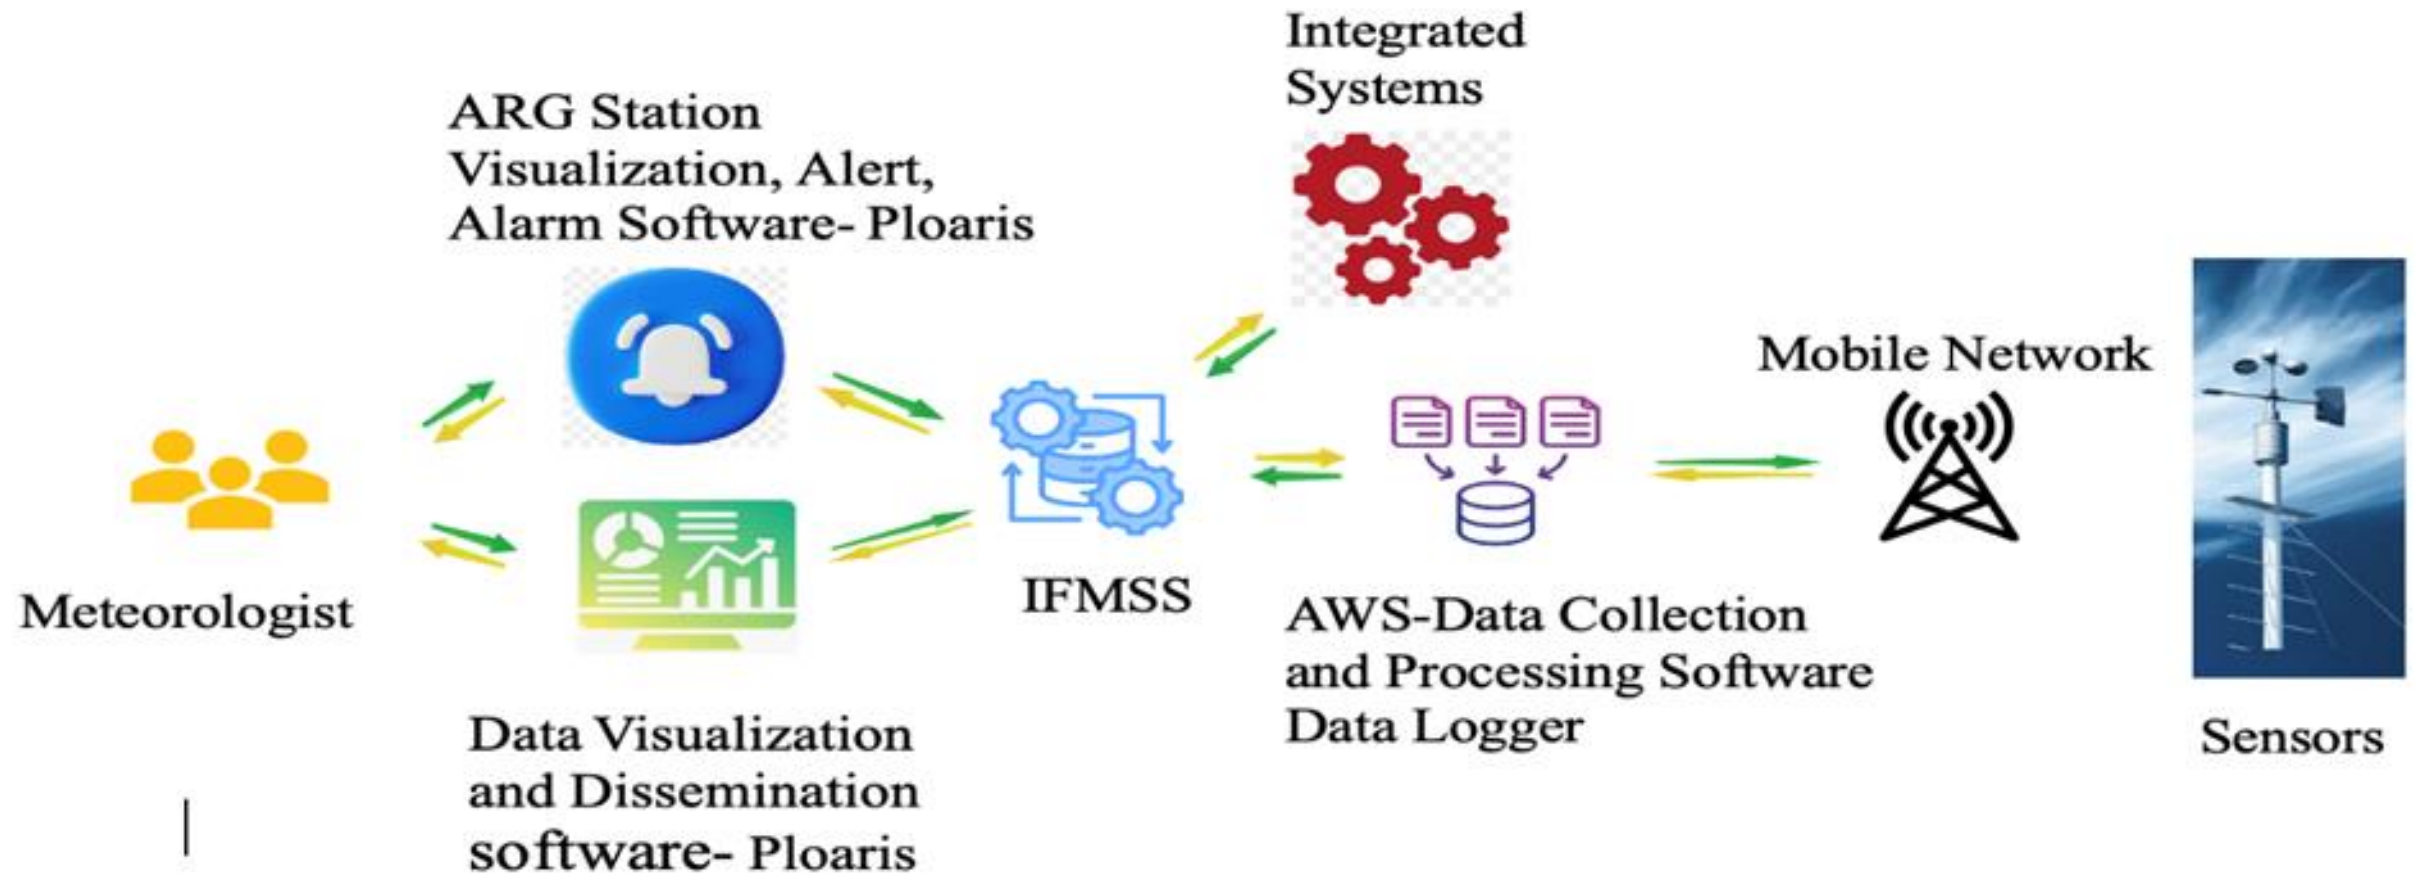 Integrated
Systems
ARG Station
Visualization, Alert,
Alarm Software- Ploaris
Mobile Network
Meteorologist
IFMSS
AWS-Data Collection
and Processing Software
Data Logger
Sensors
Data Visualization
and Dissemination
software- Ploaris